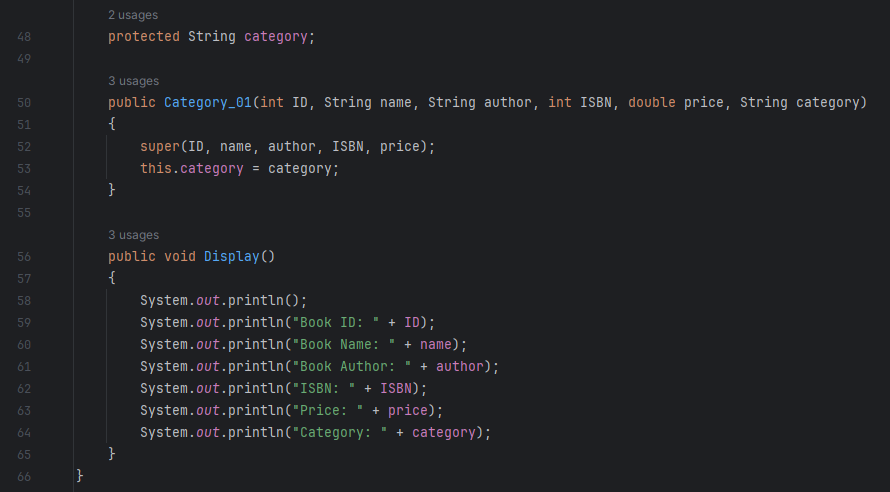 2 usages
48 protected String category;
49
3 usages
50 public Category_01(int ID, String name, String author, int ISBN, double price, String category)
51 {
52 super(ID, name, author, ISBN, price);
53 this.category = category;
54 }
55
3 usages
56 public void Display()
57 {
58 System.out.println();
59 System.out.println("Book ID: " + ID);
60 System.out.println("Book Name: " + name);
61 System.out.println("Book Author: " + author);
62 System.out.println("ISBN: " + ISBN);
63 System.out.println("Price: " + price);
64 System.out.println("Category: " + category);
65 }
66 }